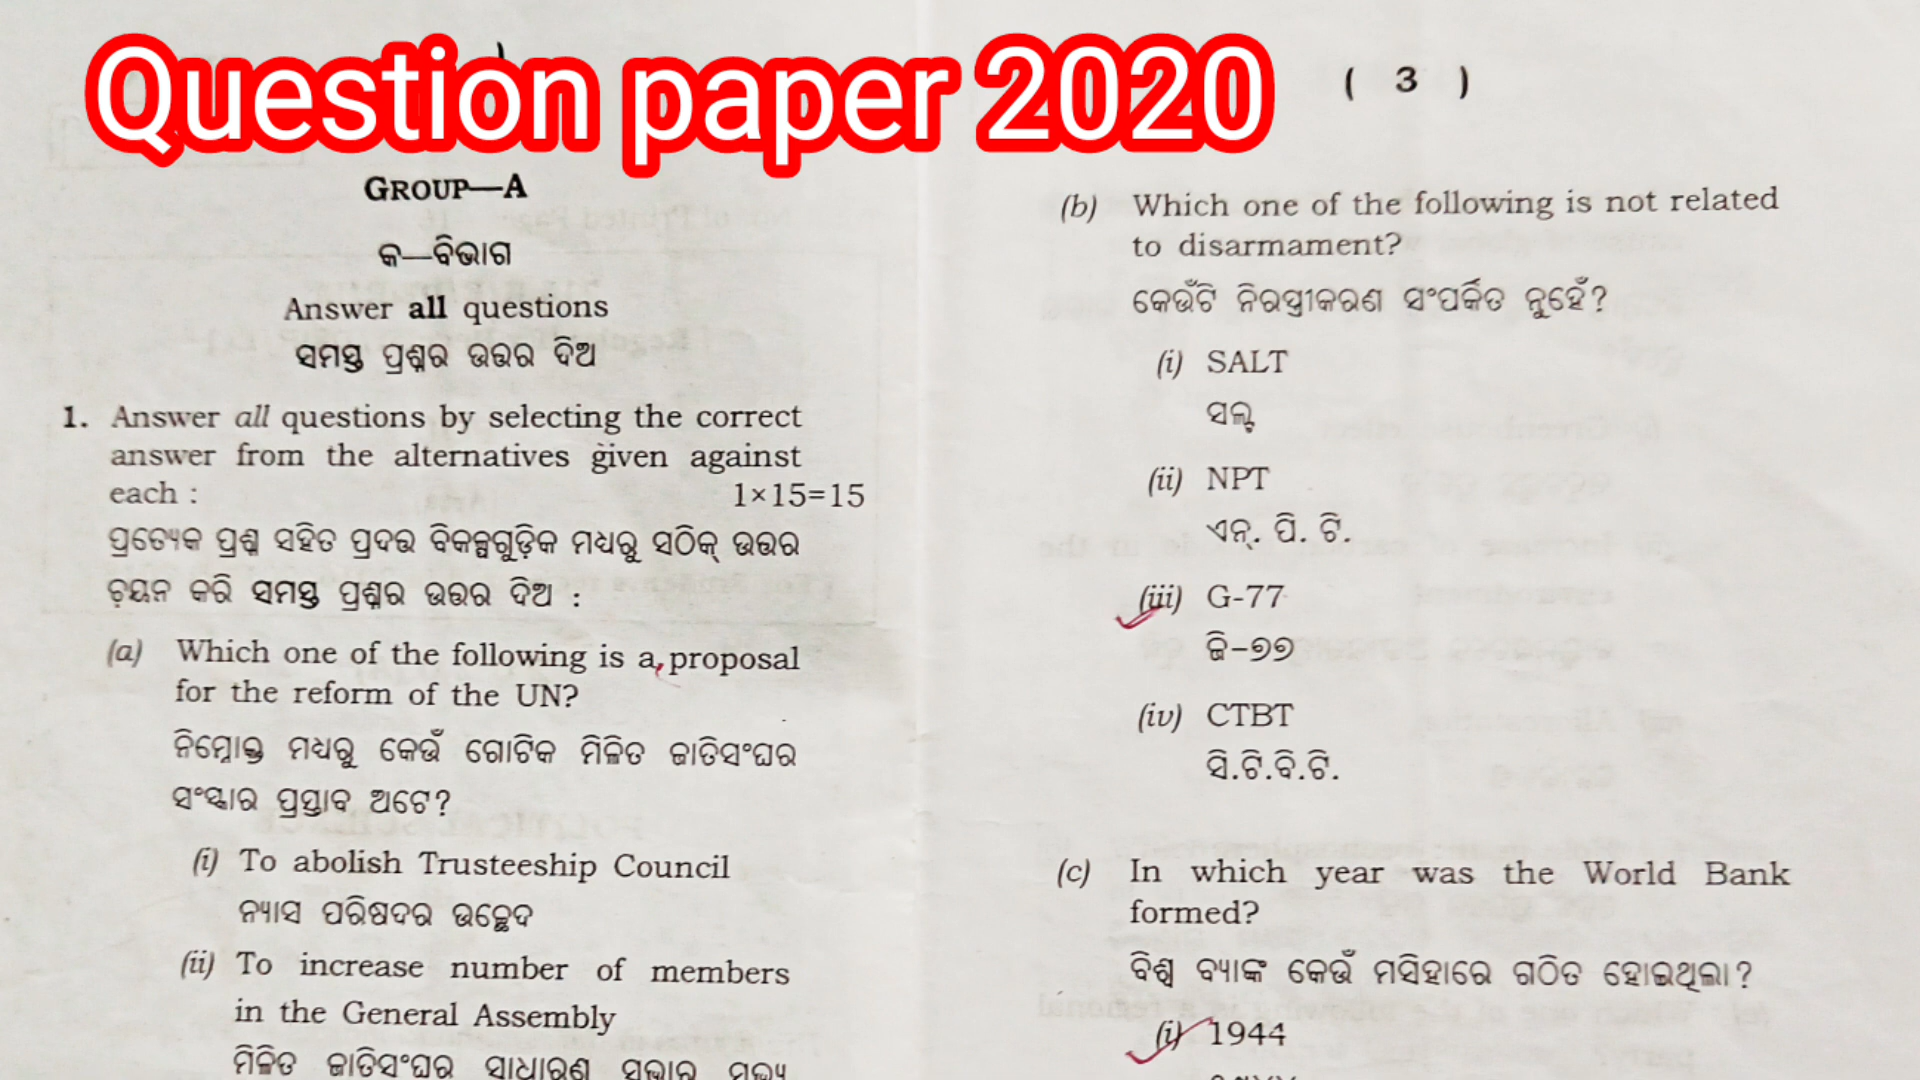 Question paper 2020
GROUP—A
କ—ବିଭାଗ
Answer all questions
ସମସ୍ତ ପ୍ରଶ୍ନର ଉତ୍ତର ଦିଅ
1. Answer all questions by selecting the correct
answer from the alternatives given against
each : 1×15=15
ପ୍ରତ୍ୟେକ ପ୍ରଶ୍ନ ସହିତ ପ୍ରଦତ୍ତ ବିକଳ୍ପଗୁଡ଼ିକ ମଧ୍ୟରୁ ସଠିକ୍ ଉତ୍ତର
ଚୟନ କରି ସମସ୍ତ ପ୍ରଶ୍ନର ଉତ୍ତର ଦିଅ :
(a) Which one of the following is a proposal
for the reform of the UN?
ନିମ୍ନୋକ୍ତ ମଧ୍ୟରୁ କେଉଁ ଗୋଟିକ ମିଳିତ ଜାତିସଂଘର
ସଂସ୍କାର ପ୍ରସ୍ତାବ ଅଟେ?
(i) To abolish Trusteeship Council
ନ୍ୟାସ ପରିଷଦର ଉଚ୍ଛେଦ
(ii) To increase number of members
in the General Assembly
ମିଳିତ ଜାତିସଂଘର ସାଧାରଣ
( 3 )
(b) Which one of the following is not related
to disarmament?
କେଉଁଟି ନିରସ୍ତ୍ରୀକରଣ ସଂପର୍କିତ ନୁହେଁ?
(i) SALT
ସଲ୍ଟ
(ii) NPT
ଏନ୍. ପି. ଟି.
(iii) G-77
ଜି-୭୭
(iv) CTBT
ସି.ଟି.ବି.ଟି.
(c) In which year was the World Bank
formed?
ବିଶ୍ୱ ବ୍ୟାଙ୍କ କେଉଁ ମସିହାରେ ଗଠିତ ହୋଇଥିଲା?
(i) 1944